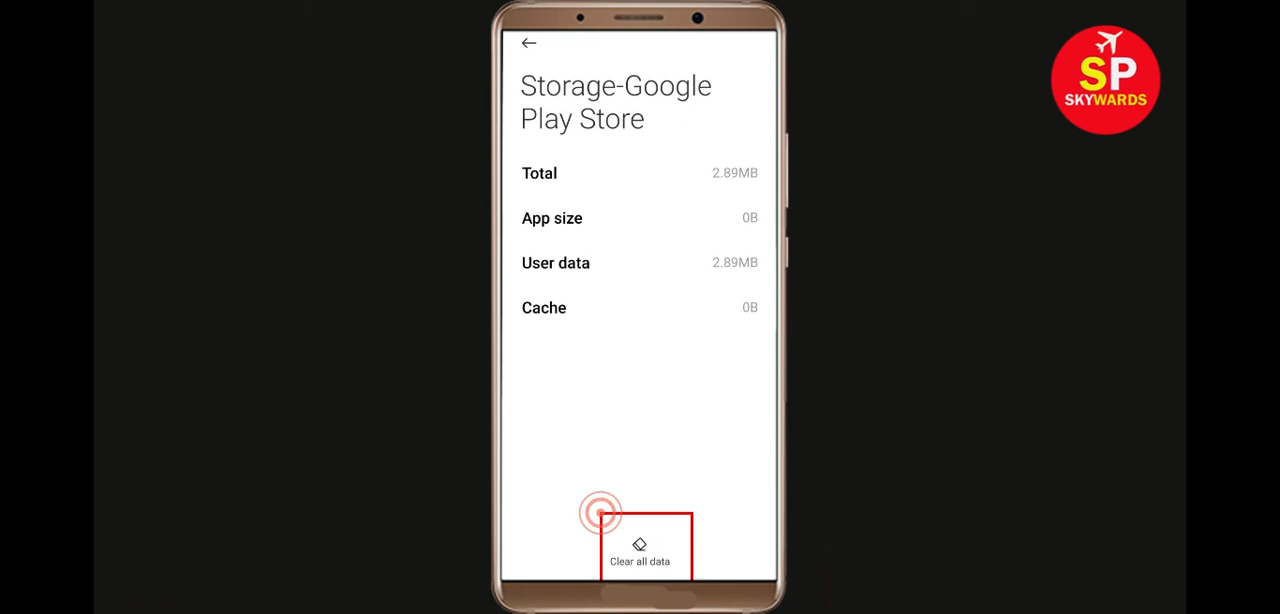 Storage-Google
Play Store
Total 2.89MB
App size 0B
User data 2.89MB
Cache 0B
Clear all data
SP
SKYWARDS